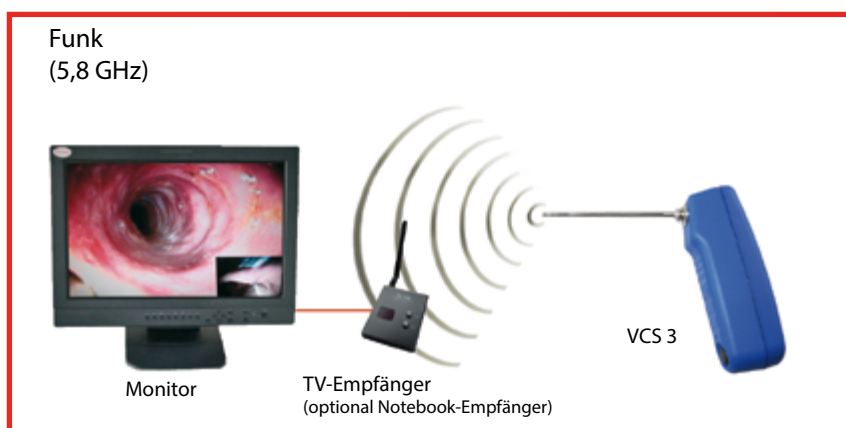 Funk
(5,8 GHz)
VCS 3
Monitor
TV-Empfänger
(optional Notebook-Empfänger)